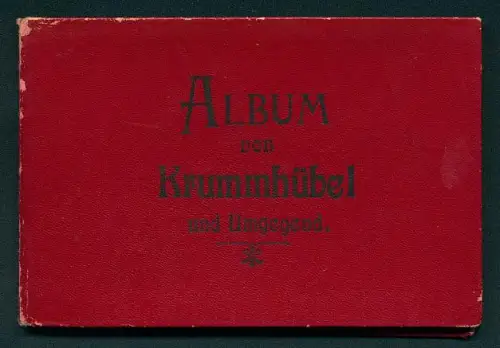 ALBUM
von
Krummhübel
und Umgegend.